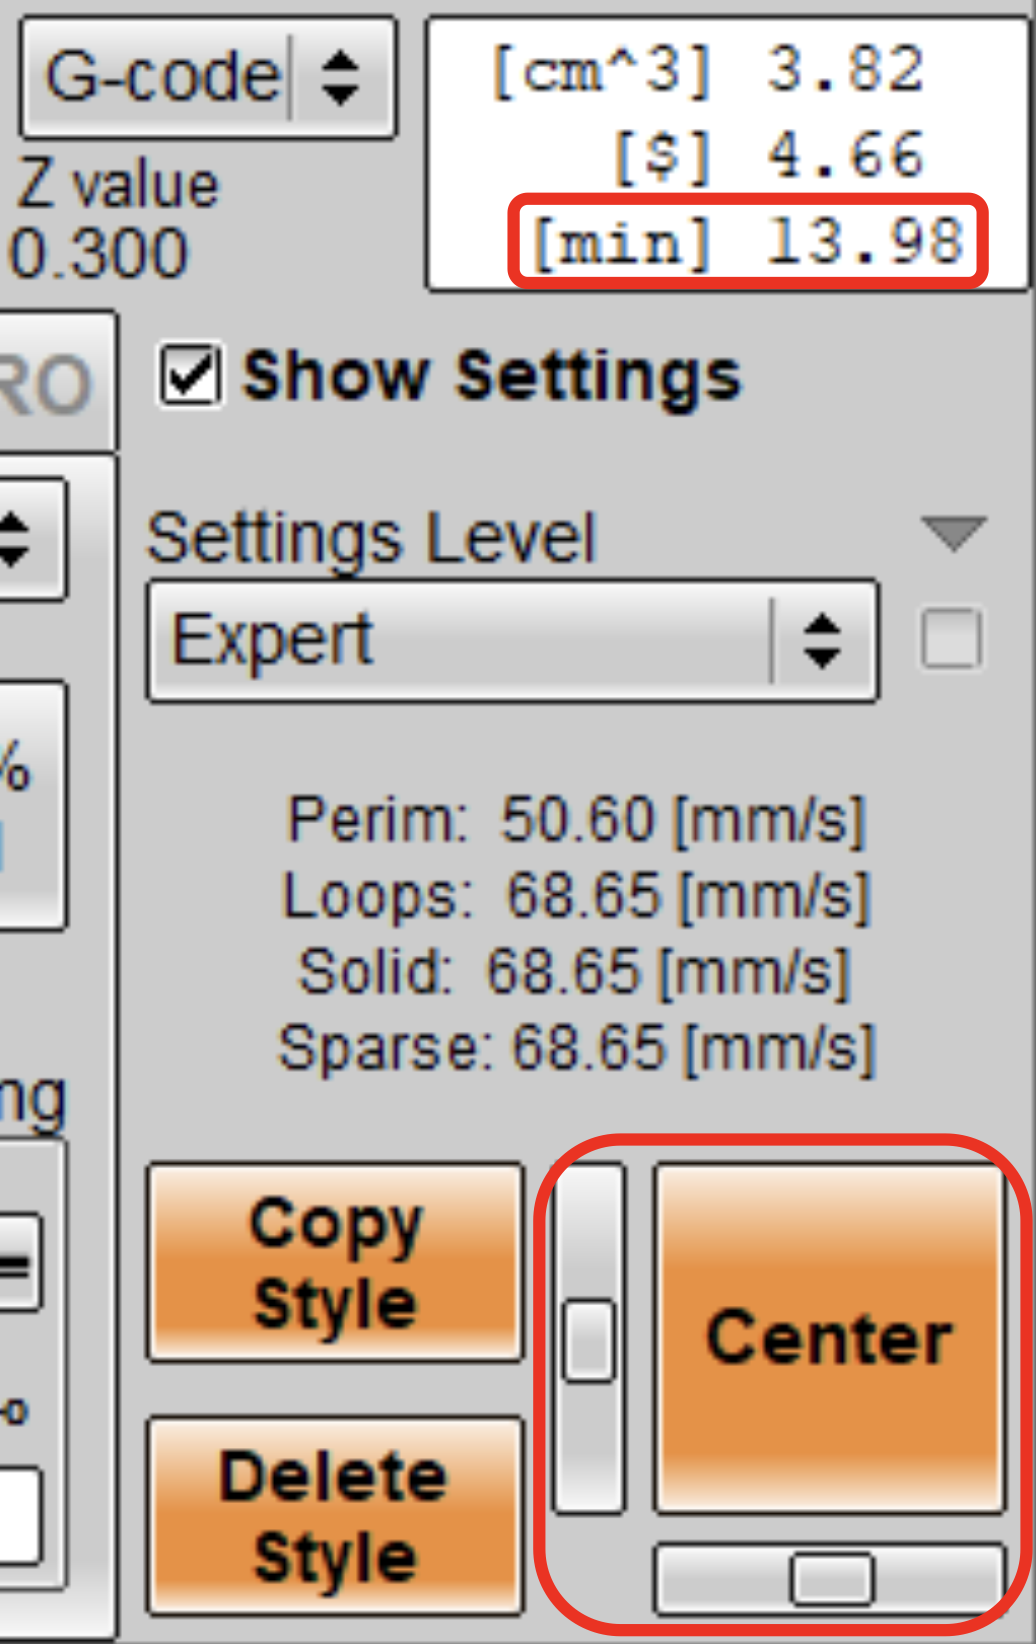 G-code
[cm^3] 3.82
[$] 4.66
[min] 13.98
Z value
0.300
RO
Show Settings
Settings Level
Expert
%
Perim: 50.60 [mm/s]
Loops: 68.65 [mm/s]
Solid: 68.65 [mm/s]
Sparse: 68.65 [mm/s]
ng
Copy
Style
Center
Delete
Style